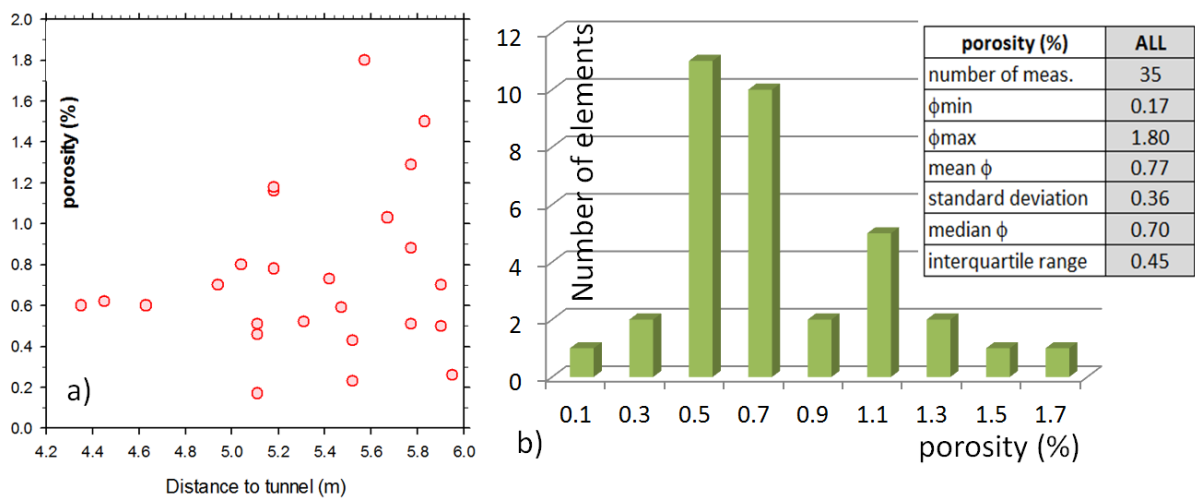 2.0
1.8
1.6
1.4
1.2
1.0
0.8
0.6
0.4
0.2
0.0
porosity (%)
a)
4.2 4.4 4.6 4.8 5.0 5.2 5.4 5.6 5.8 6.0
Distance to tunnel (m)
12
10
8
6
4
2
0
Number of elements
0.1 0.3 0.5 0.7 0.9 1.1 1.3 1.5 1.7
b)
porosity (%)
porosity (%) ALL
number of meas. 35
ϕmin 0.17
ϕmax 1.80
mean ϕ 0.77
standard deviation 0.36
median ϕ 0.70
interquartile range 0.45